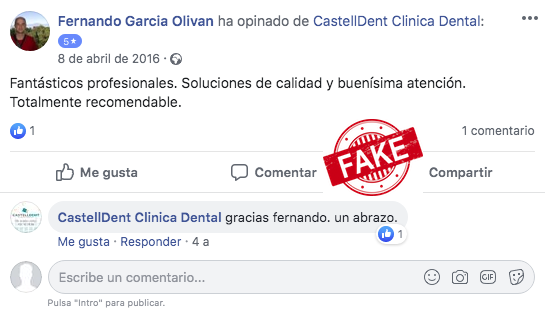 Fernando Garcia Olivan ha opinado de CastellDent Clinica Dental:
5★
8 de abril de 2016 ·
Fantásticos profesionales. Soluciones de calidad y buenísima atención.
Totalmente recomendable.
1
1 comentario
Me gusta
Comentar
FAKE
Compartir
CASTELLDENT
CastellDent Clinica Dental gracias fernando. un abrazo.
1
Me gusta · Responder · 4 a
Escribe un comentario...
GIF
Pulsa "Intro" para publicar.